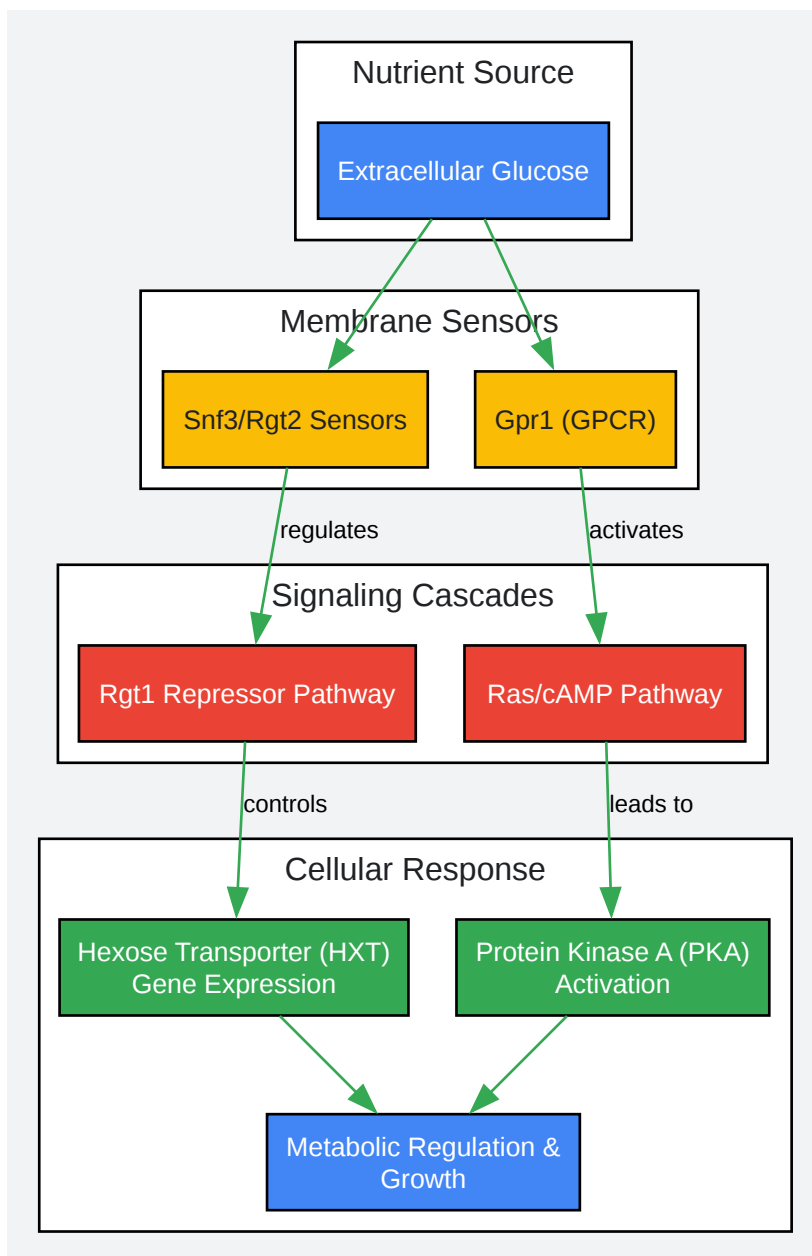 Nutrient Source
Extracellular Glucose
Membrane Sensors
Snf3/Rgt2 Sensors
Gpr1 (GPCR)
regulates
activates
Signaling Cascades
Rgt1 Repressor Pathway
Ras/cAMP Pathway
controls
leads to
Cellular Response
Hexose Transporter (HXT)
Gene Expression
Protein Kinase A (PKA)
Activation
Metabolic Regulation &
Growth